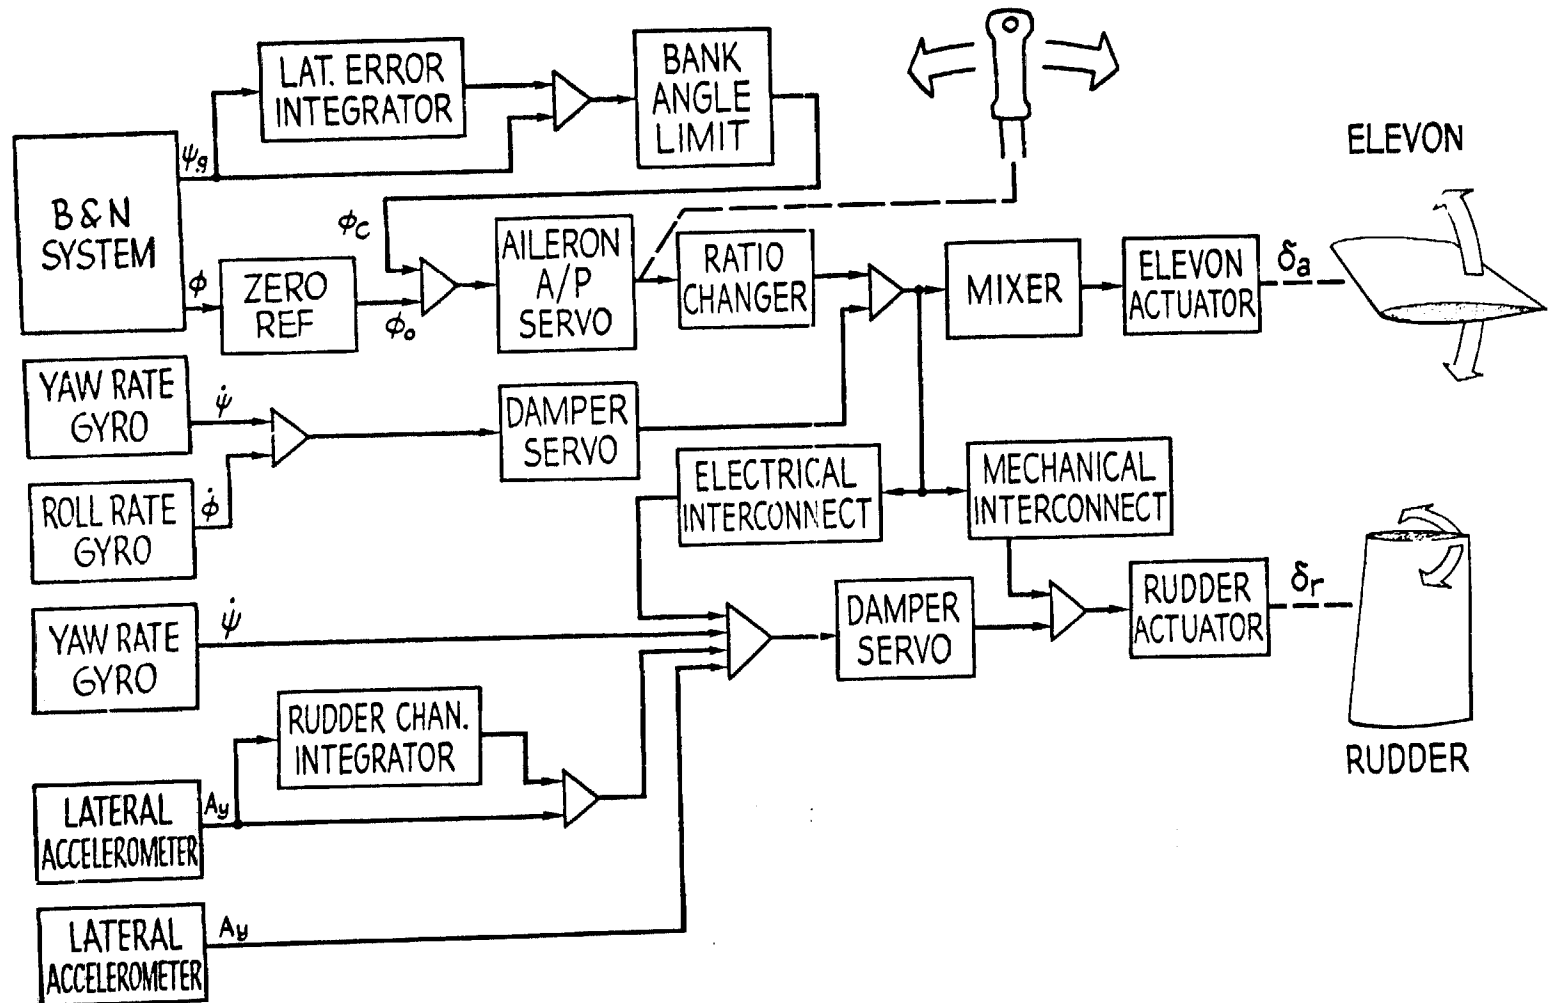 LAT. ERROR
INTEGRATOR
BANK
ANGLE
LIMIT
ELEVON
B & N
SYSTEM
ψg
ϕ
ZERO
REF
ϕc
ϕo
AILERON
A/P
SERVO
RATIO
CHANGER
MIXER
ELEVON
ACTUATOR
δa
YAW RATE
GYRO
ψ̇
DAMPER
SERVO
ROLL RATE
GYRO
ϕ̇
ELECTRICAL
INTERCONNECT
MECHANICAL
INTERCONNECT
YAW RATE
GYRO
ψ̇
DAMPER
SERVO
RUDDER
ACTUATOR
δr
RUDDER CHAN.
INTEGRATOR
RUDDER
LATERAL
ACCELEROMETER
Ay
LATERAL
ACCELEROMETER
Ay